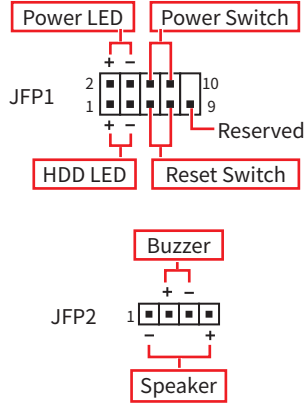 Power LED Power Switch
+ −
2 10
JFP1
1 9
+ −
Reserved
HDD LED Reset Switch
Buzzer
+ −
JFP2 1
− +
Speaker